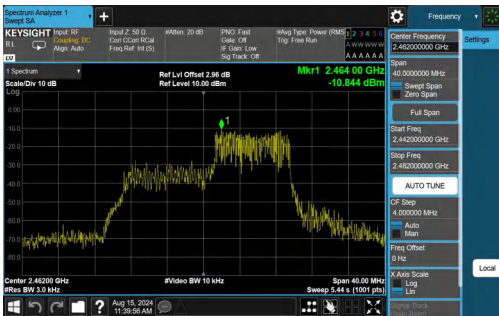 Spectrum Analyzer 1
Swept SA
+
Frequency
KEYSIGHT
RL
LV
Input: RF
Coupling: DC
Align: Auto
Input Z: 50 Ω
Corr CCorr RCal
Freq Ref: Int (S)
#Atten: 20 dB
PNO: Fast
Gate: Off
IF Gain: Low
Sig Track: Off
#Avg Type: Power (RMS
Trig: Free Run
1 2 3 4 5 6
A WWWWW
A A A A A A
1 Spectrum
Scale/Div 10 dB
Log
Ref Lvl Offset 2.96 dB
Ref Level 10.00 dBm
Mkr1 2.464 00 GHz
-10.844 dBm
1
0.00
-10.0
-20.0
-30.0
-40.0
-50.0
-60.0
-70.0
-80.0
Center 2.46200 GHz
#Res BW 3.0 kHz
#Video BW 10 kHz
Span 40.00 MHz
Sweep 5.44 s (1001 pts)
Aug 15, 2024
11:39:56 AM
?
Center Frequency
2.462000000 GHz
Span
40.0000000 MHz
Swept Span
Zero Span
Full Span
Start Freq
2.442000000 GHz
Stop Freq
2.482000000 GHz
AUTO TUNE
CF Step
4.000000 MHz
Auto
Man
Freq Offset
0 Hz
X Axis Scale
Log
Lin
Signal Track
Settings
Local